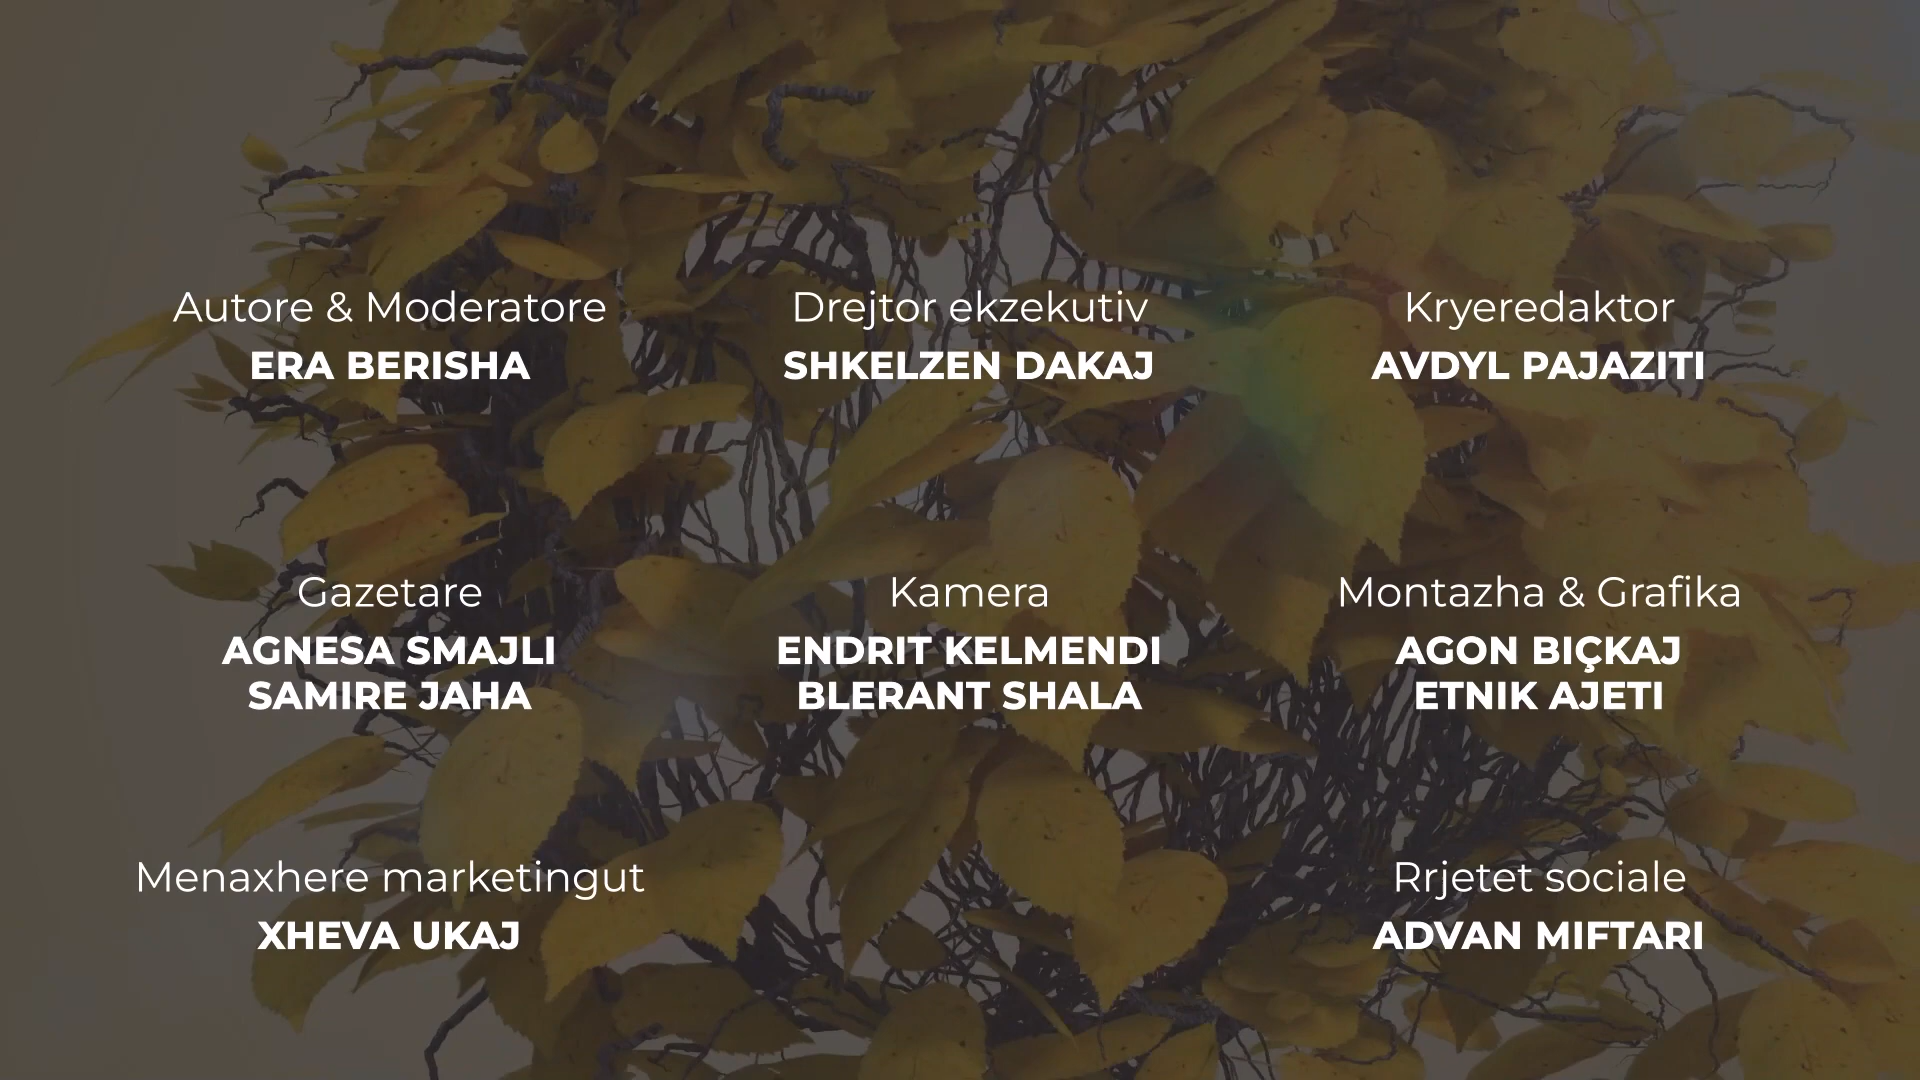 Autore & Moderatore
ERA BERISHA
Drejtor ekzekutiv
SHKELZEN DAKAJ
Kryeredaktor
AVDYL PAJAZITI
Gazetare
AGNESA SMAJLI
SAMIRE JAHA
Kamera
ENDRIT KELMENDI
BLERANT SHALA
Montazha & Grafika
AGON BIÇKAJ
ETNIK AJETI
Menaxhere marketingut
XHEVA UKAJ
Rrjetet sociale
ADVAN MIFTARI